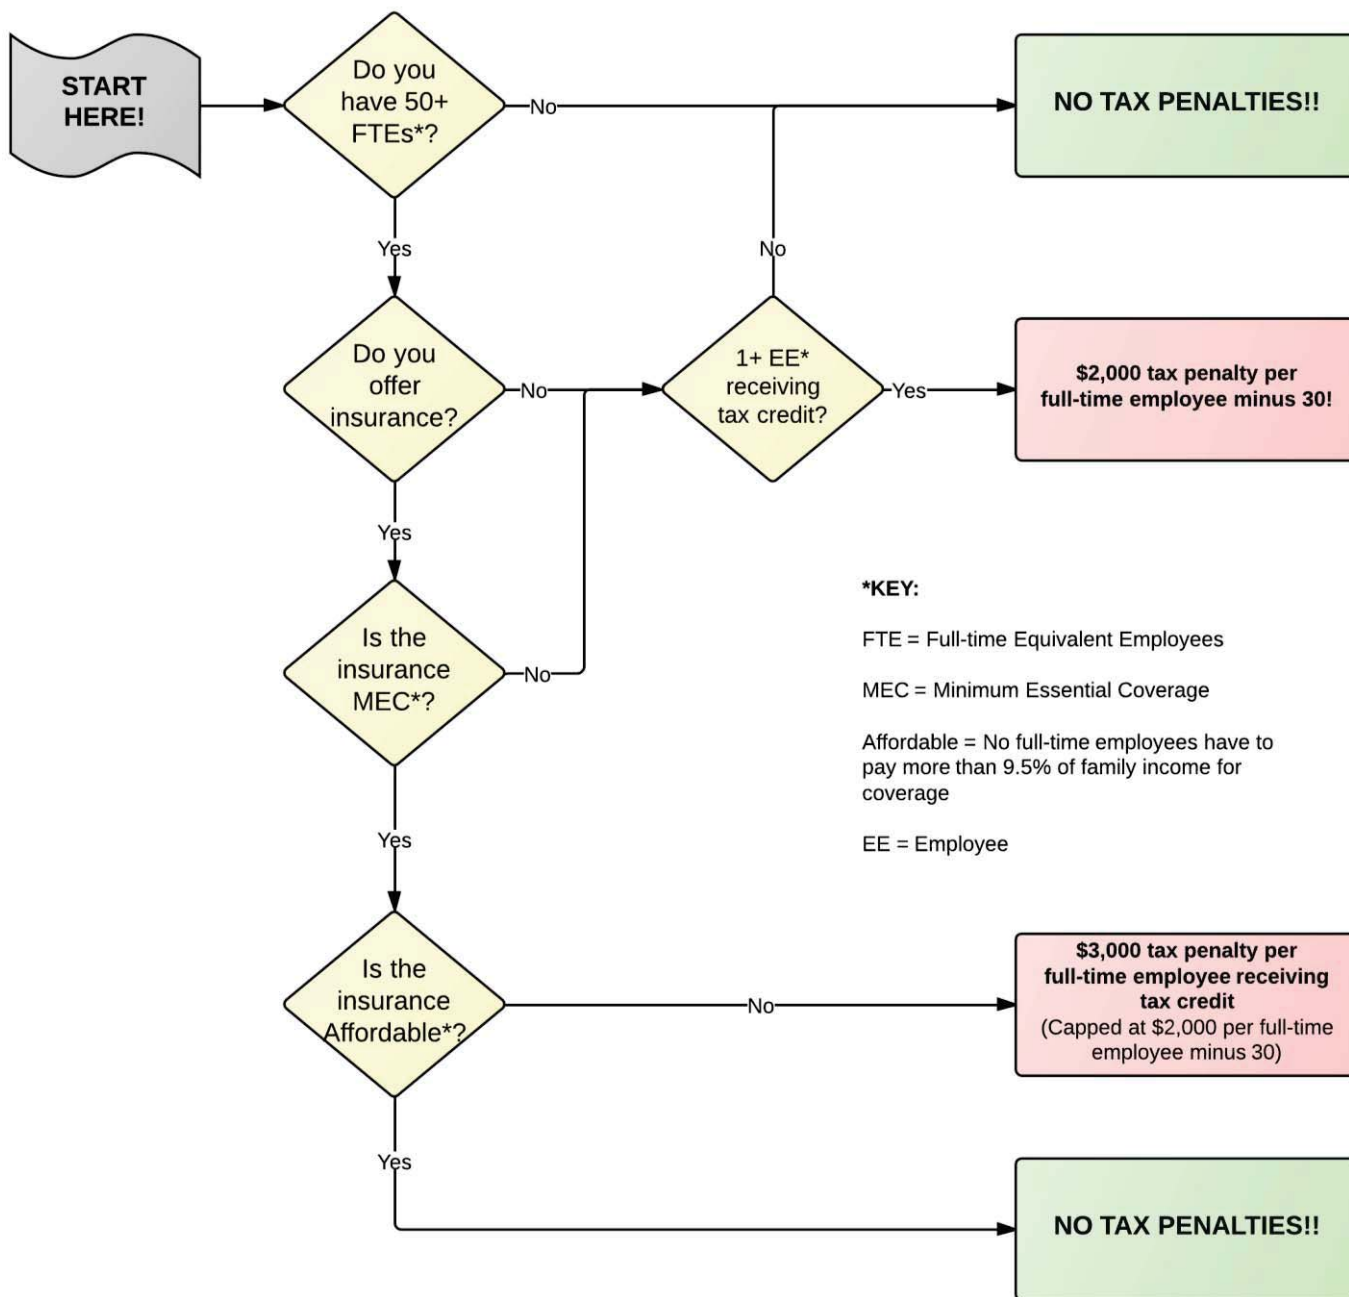 START
HERE!
Do you
have 50+
FTEs*?
No
NO TAX PENALTIES!!
Yes
No
Do you
offer
insurance?
No
1+ EE*
receiving
tax credit?
Yes
$2,000 tax penalty per
full-time employee minus 30!
Yes
Is the
insurance
MEC*?
No
*KEY:
FTE = Full-time Equivalent Employees
MEC = Minimum Essential Coverage
Affordable = No full-time employees have to
pay more than 9.5% of family income for
coverage
EE = Employee
Yes
Is the
insurance
Affordable*?
No
$3,000 tax penalty per
full-time employee receiving
tax credit
(Capped at $2,000 per full-time
employee minus 30)
Yes
NO TAX PENALTIES!!